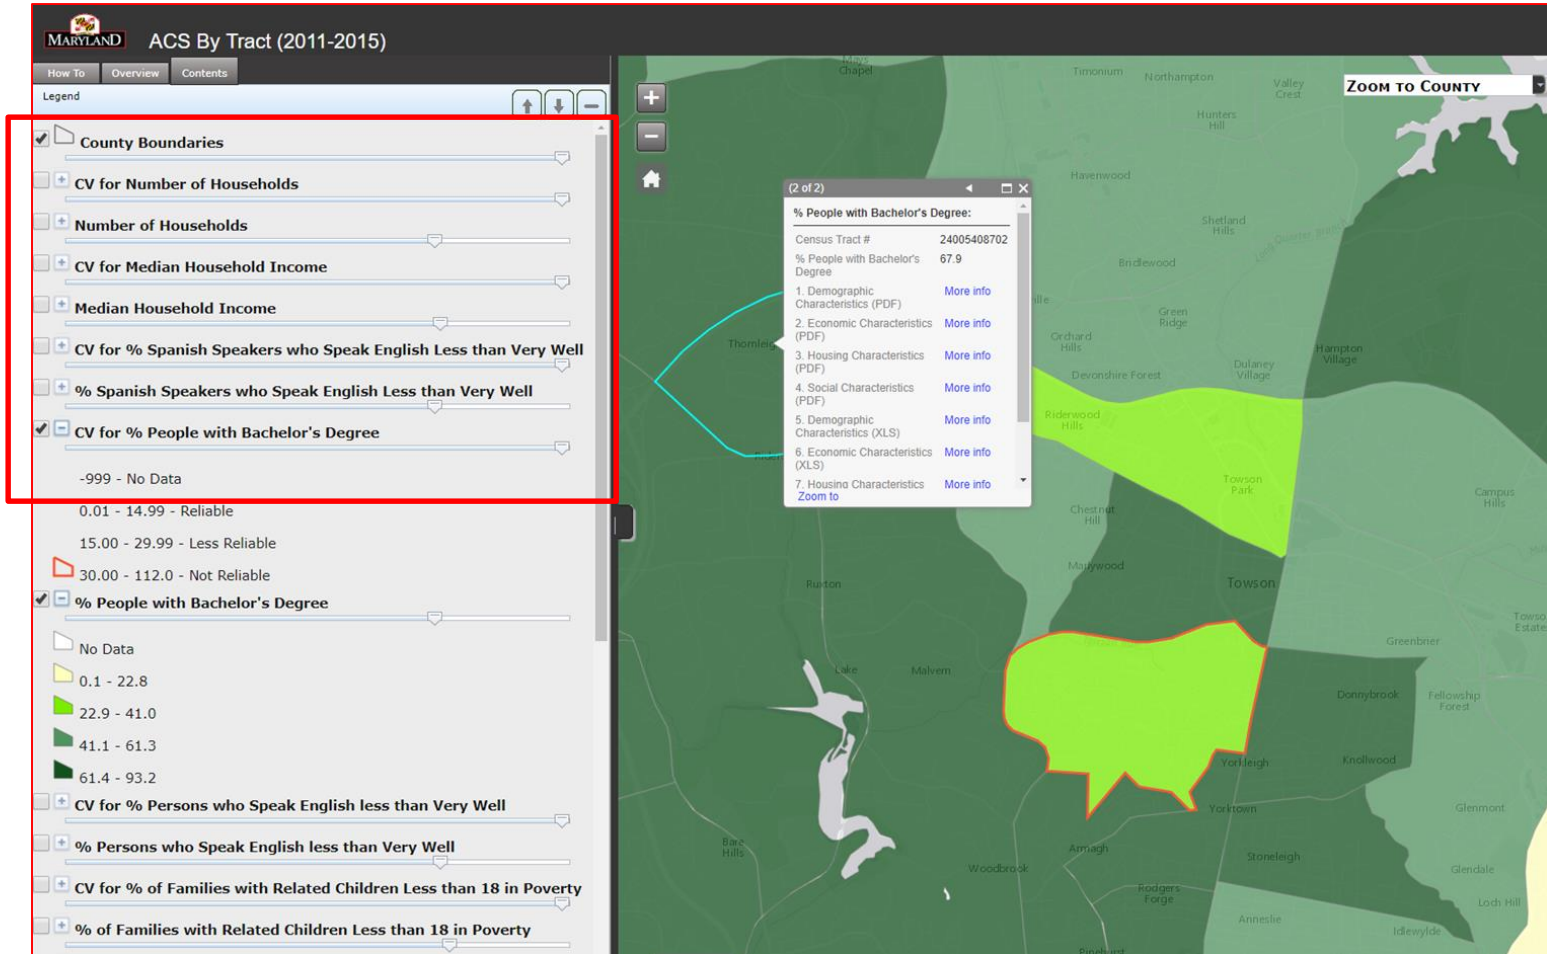 MARYLAND
ACS By Tract (2011-2015)
How To
Overview
Contents
Legend
County Boundaries
CV for Number of Households
Number of Households
CV for Median Household Income
Median Household Income
CV for % Spanish Speakers who Speak English Less than Very Well
% Spanish Speakers who Speak English Less than Very Well
CV for % People with Bachelor's Degree
-999 - No Data
0.01 - 14.99 - Reliable
15.00 - 29.99 - Less Reliable
30.00 - 112.0 - Not Reliable
% People with Bachelor's Degree
No Data
0.1 - 22.8
22.9 - 41.0
41.1 - 61.3
61.4 - 93.2
CV for % Persons who Speak English less than Very Well
% Persons who Speak English less than Very Well
CV for % of Families with Related Children Less than 18 in Poverty
% of Families with Related Children Less than 18 in Poverty
ZOOM TO COUNTY
(2 of 2)
% People with Bachelor's Degree:
Census Tract # 24005408702
% People with Bachelor's 67.9
Degree
1. Demographic More info
Characteristics (PDF)
2. Economic Characteristics More info
(PDF)
3. Housing Characteristics More info
(PDF)
4. Social Characteristics More info
(PDF)
5. Demographic More info
Characteristics (XLS)
6. Economic Characteristics More info
(XLS)
7. Housing Characteristics More info
Zoom to
Mays
Chapel
Timonium
Northampton
Valley
Crest
Hunters
Hill
Havenwood
Shetland
Hills
Long Quarter Branch
Bridlewood
Green
Ridge
Orchard
Hills
Thornleig
Hampton
Village
Dulaney
Village
Devonshire Forest
Riderwood
Hills
Towson
Park
Campus
Hills
Chestnut
Hill
Marywood
Ruxton
Towson
Towso
Estate
Greenbrier
Lake
Malvern
Donnybrook
Fellowship
Forest
Yorkleigh
Knollwood
Yorktown
Glenmont
Bare
Hills
Armagh
Stoneleigh
Woodbrook
Glendale
Rodgers
Forge
Loch Hill
Anneslie
Idlewylde
Pinehurst